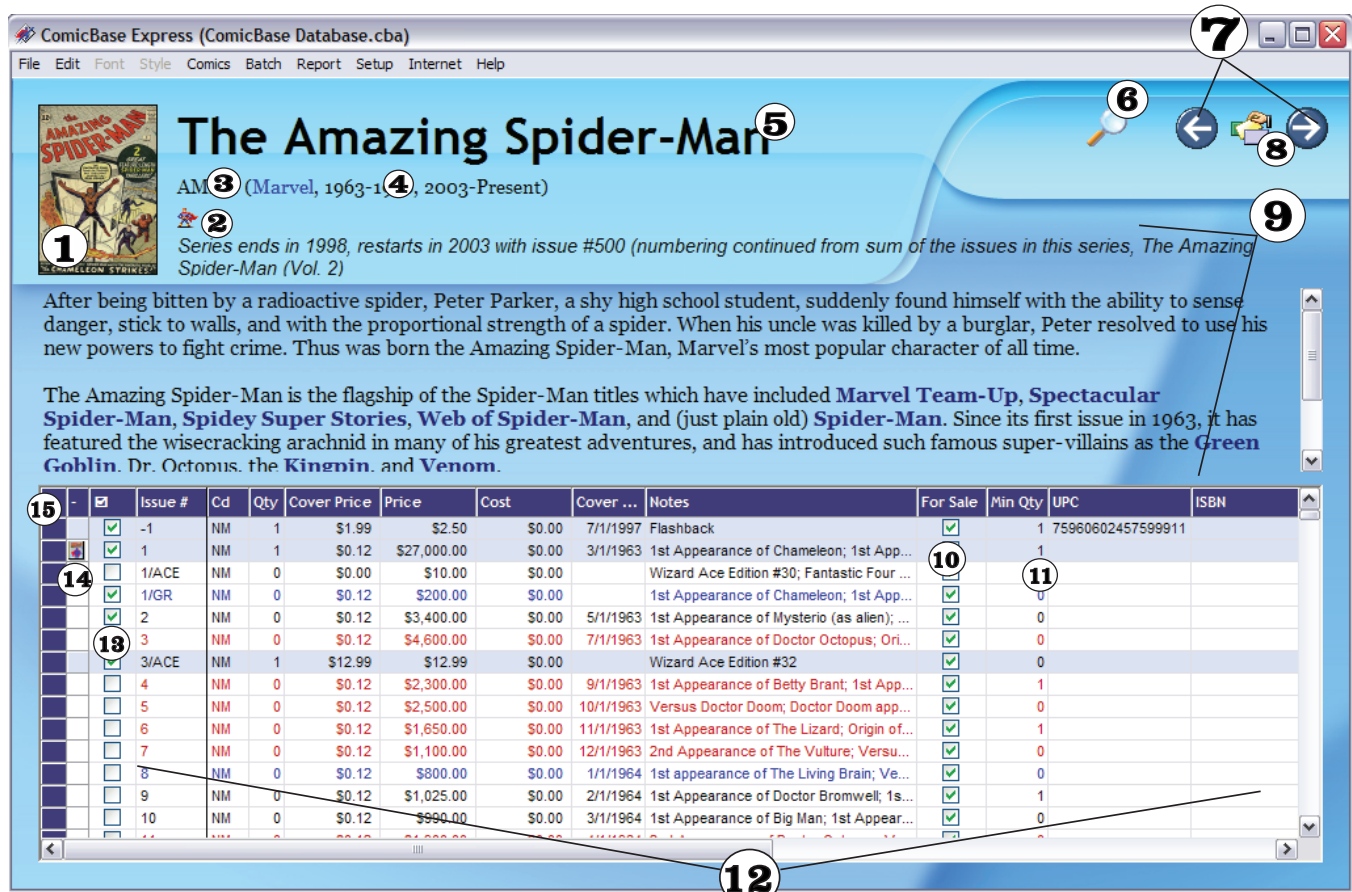 ComicBase Express (ComicBase Database.cba)
7
File Edit Font Style Comics Batch Report Setup Internet Help
6
AMAZING
SPIDER-MAN
The Amazing Spider-Man 5
8
AM 3 (Marvel, 1963-1 4 , 2003-Present)
2
9
1
Series ends in 1998, restarts in 2003 with issue #500 (numbering continued from sum of the issues in this series, The Amazing
Spider-Man (Vol. 2)
CHAMELEON STRIKES
After being bitten by a radioactive spider, Peter Parker, a shy high school student, suddenly found himself with the ability to sense
danger, stick to walls, and with the proportional strength of a spider. When his uncle was killed by a burglar, Peter resolved to use his
new powers to fight crime. Thus was born the Amazing Spider-Man, Marvel's most popular character of all time.
The Amazing Spider-Man is the flagship of the Spider-Man titles which have included Marvel Team-Up, Spectacular
Spider-Man, Spidey Super Stories, Web of Spider-Man, and (just plain old) Spider-Man. Since its first issue in 1963, it has
featured the wisecracking arachnid in many of his greatest adventures, and has introduced such famous super-villains as the Green
Goblin, Dr. Octopus, the Kingpin, and Venom.
15 - Issue # Cd Qty Cover Price Price Cost Cover ... Notes For Sale Min Qty UPC ISBN
-1 NM 1 $1.99 $2.50 $0.00 7/1/1997 Flashback 1 75960602457599911
1 NM 1 $0.12 $27,000.00 $0.00 3/1/1963 1st Appearance of Chameleon; 1st App... 10 1
14 1/ACE NM 0 $0.00 $10.00 $0.00 Wizard Ace Edition #30; Fantastic Four ... 11
1/GR NM 0 $0.12 $200.00 $0.00 1st Appearance of Chameleon; 1st App... 0
2 NM 0 $0.12 $3,400.00 $0.00 5/1/1963 1st Appearance of Mysterio (as alien); ... 0
13 3 NM 0 $0.12 $4,600.00 $0.00 7/1/1963 1st Appearance of Doctor Octopus; Ori... 0
3/ACE NM 1 $12.99 $12.99 $0.00 Wizard Ace Edition #32 0
4 NM 0 $0.12 $2,300.00 $0.00 9/1/1963 1st Appearance of Betty Brant; 1st App... 1
5 NM 0 $0.12 $2,500.00 $0.00 10/1/1963 Versus Doctor Doom; Doctor Doom app... 0
6 NM 0 $0.12 $1,650.00 $0.00 11/1/1963 1st Appearance of The Lizard; Origin of... 1
7 NM 0 $0.12 $1,100.00 $0.00 12/1/1963 2nd Appearance of The Vulture; Versu... 0
8 NM 0 $0.12 $800.00 $0.00 1/1/1964 1st appearance of The Living Brain; Ve... 0
9 NM 0 $0.12 $1,025.00 $0.00 2/1/1964 1st Appearance of Doctor Bromwell; 1s... 1
10 NM 0 $0.12 $990.00 $0.00 3/1/1964 1st Appearance of Big Man; 1st Appear... 0
12